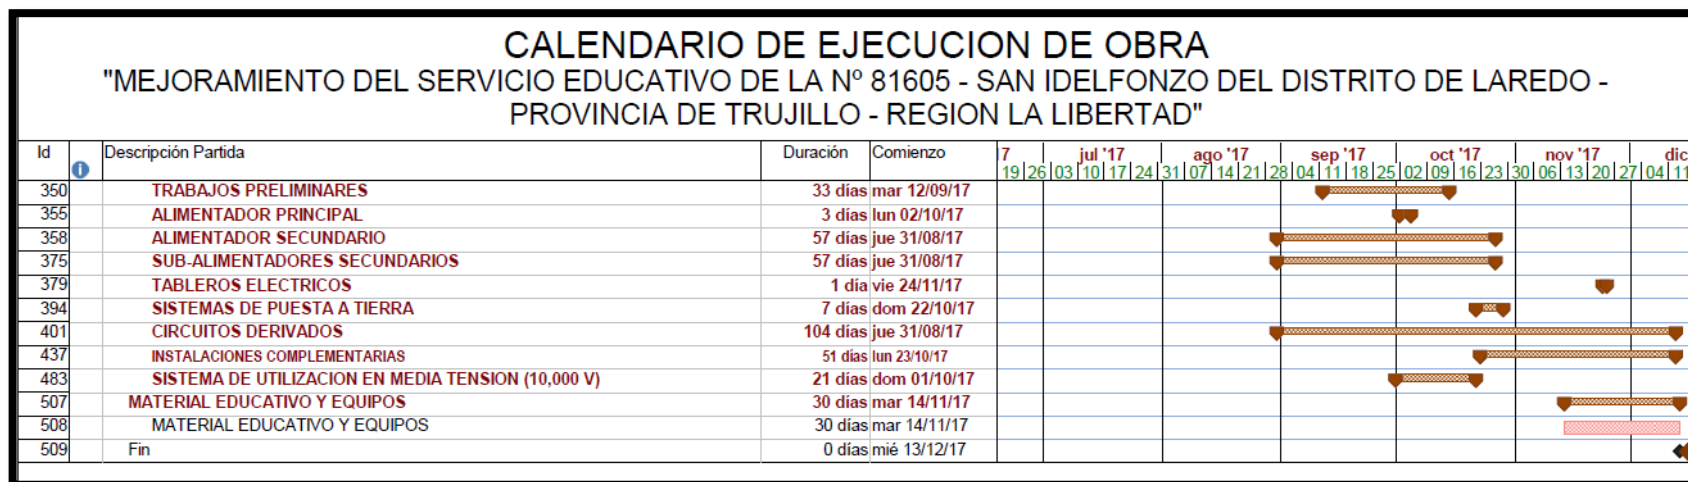 CALENDARIO DE EJECUCION DE OBRA
"MEJORAMIENTO DEL SERVICIO EDUCATIVO DE LA Nº 81605 - SAN IDELFONZO DEL DISTRITO DE LAREDO -
PROVINCIA DE TRUJILLO - REGION LA LIBERTAD"
Id Descripción Partida Duración Comienzo 17 jul '17 ago '17 sep '17 oct '17 nov '17 dic
19 26 03 10 17 24 31 07 14 21 28 04 11 18 25 02 09 16 23 30 06 13 20 27 04 11
350 TRABAJOS PRELIMINARES 33 días mar 12/09/17
355 ALIMENTADOR PRINCIPAL 3 días lun 02/10/17
358 ALIMENTADOR SECUNDARIO 57 días jue 31/08/17
375 SUB-ALIMENTADORES SECUNDARIOS 57 días jue 31/08/17
379 TABLEROS ELECTRICOS 1 día vie 24/11/17
394 SISTEMAS DE PUESTA A TIERRA 7 días dom 22/10/17
401 CIRCUITOS DERIVADOS 104 días jue 31/08/17
437 INSTALACIONES COMPLEMENTARIAS 51 días lun 23/10/17
483 SISTEMA DE UTILIZACION EN MEDIA TENSION (10,000 V) 21 días dom 01/10/17
507 MATERIAL EDUCATIVO Y EQUIPOS 30 días mar 14/11/17
508 MATERIAL EDUCATIVO Y EQUIPOS 30 días mar 14/11/17
509 Fin 0 días mié 13/12/17